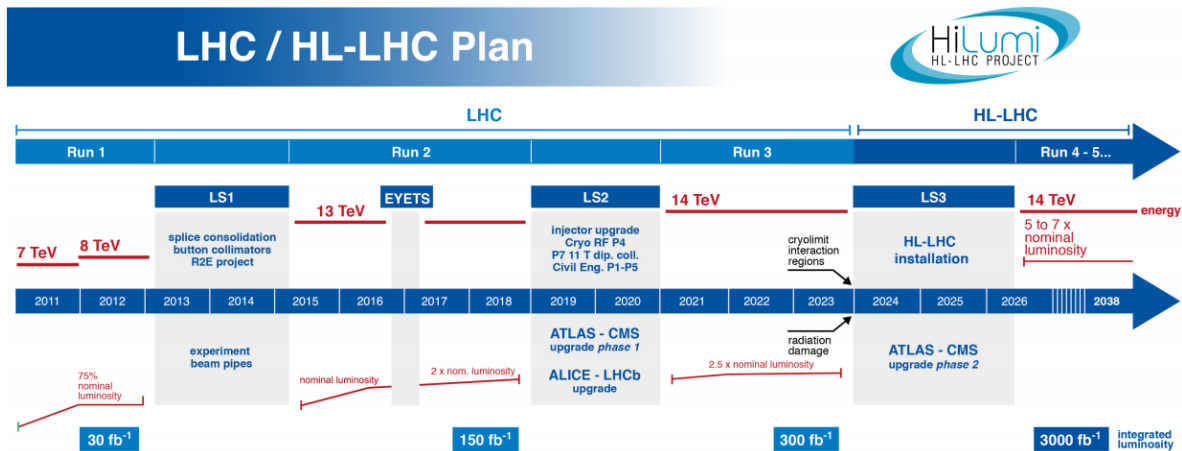 LHC / HL-LHC Plan
HiLumi
HL-LHC PROJECT
LHC
HL-LHC
Run 1
Run 2
Run 3
Run 4 - 5...
LS1
EYETS
LS2
LS3
13 TeV
14 TeV
14 TeV
energy
7 TeV
8 TeV
splice consolidation
button collimators
R2E project
injector upgrade
Cryo RF P4
P7 11 T dip. coll.
Civil Eng. P1-P5
cryolimit
interaction
regions
HL-LHC
installation
5 to 7 x
nominal
luminosity
2011
2012
2013
2014
2015
2016
2017
2018
2019
2020
2021
2022
2023
2024
2025
2026
2038
experiment
beam pipes
ATLAS - CMS
upgrade phase 1
ALICE - LHCb
upgrade
radiation
damage
ATLAS - CMS
upgrade phase 2
75%
nominal
luminosity
nominal luminosity
2 x nom. luminosity
2.5 x nominal luminosity
30 fb-1
150 fb-1
300 fb-1
3000 fb-1
integrated
luminosity